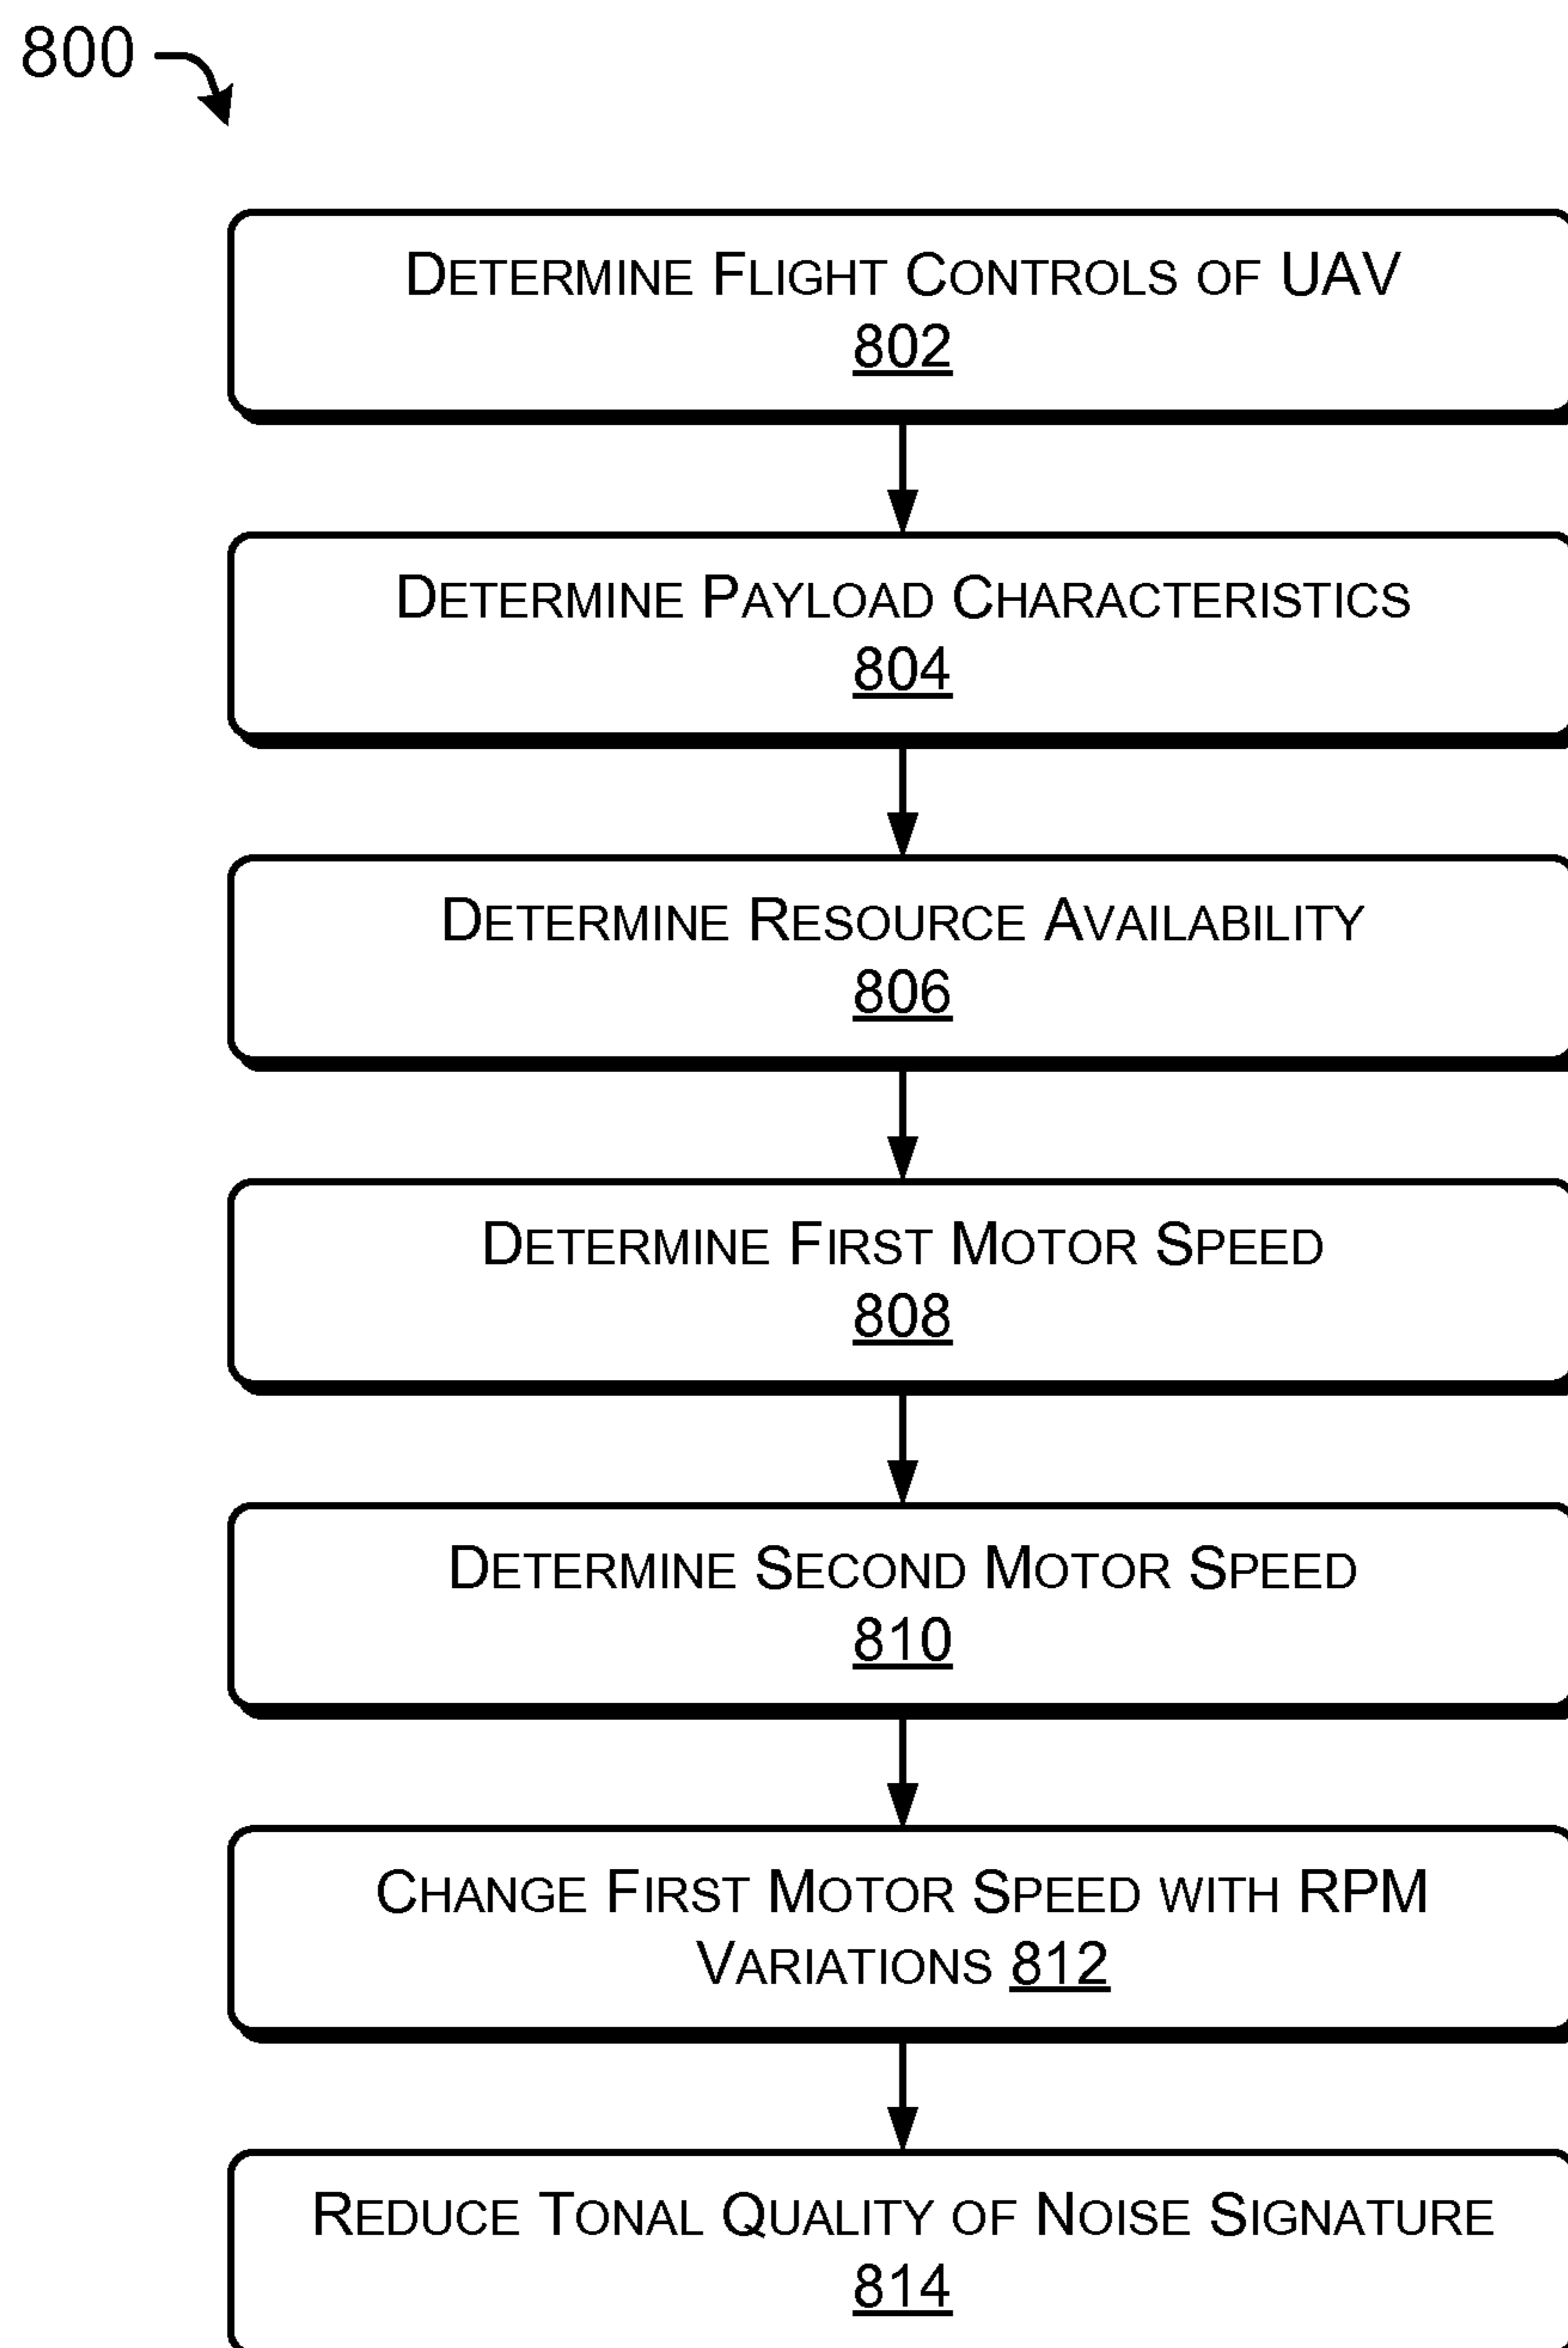 800
DETERMINE FLIGHT CONTROLS OF UAV
802
DETERMINE PAYLOAD CHARACTERISTICS
804
DETERMINE RESOURCE AVAILABILITY
806
DETERMINE FIRST MOTOR SPEED
808
DETERMINE SECOND MOTOR SPEED
810
CHANGE FIRST MOTOR SPEED WITH RPM
VARIATIONS 812
REDUCE TONAL QUALITY OF NOISE SIGNATURE
814